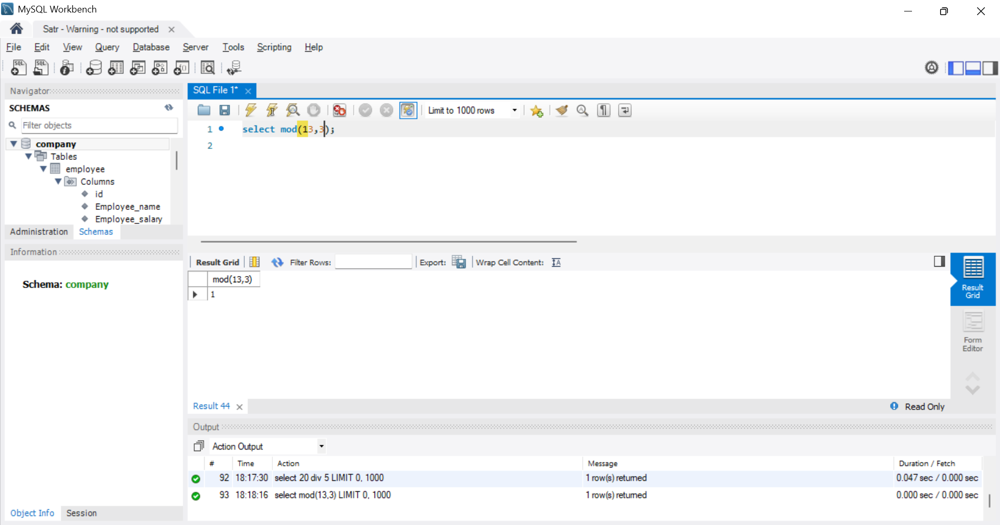 MySQL Workbench
Satr - Warning - not supported
File Edit View Query Database Server Tools Scripting Help
Navigator
SQL File 1*
SCHEMAS
Limit to 1000 rows
Filter objects
1 select mod(13,3);
2
company
Tables
employee
Columns
id
Employee_name
Employee_salary
Administration Schemas
Information
Schema: company
Result Grid Filter Rows: Export: Wrap Cell Content:
mod(13,3)
1
Result
Grid
Form
Editor
Result 44
Read Only
Output
Action Output
# Time Action Message Duration / Fetch
92 18:17:30 select 20 div 5 LIMIT 0, 1000 1 row(s) returned 0.047 sec / 0.000 sec
93 18:18:16 select mod(13,3) LIMIT 0, 1000 1 row(s) returned 0.000 sec / 0.000 sec
Object Info Session